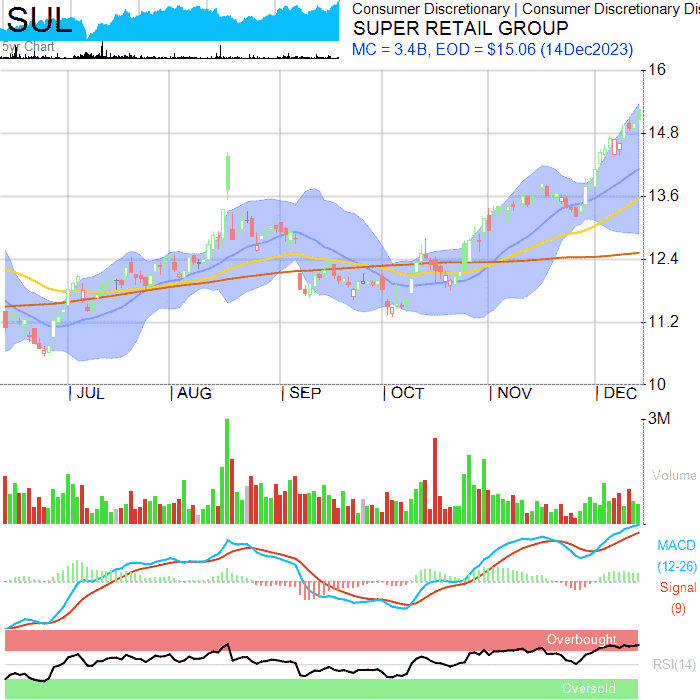 SUL
5yr Chart
Consumer Discretionary | Consumer Discretionary Dis
SUPER RETAIL GROUP
MC = 3.4B, EOD = $15.06 (14Dec2023)
16
14.8
13.6
12.4
11.2
10
| JUL | AUG | SEP | OCT | NOV | DEC
3M
Volume
MACD
(12-26)
Signal
(9)
Overbought
RSI(14)
Oversold